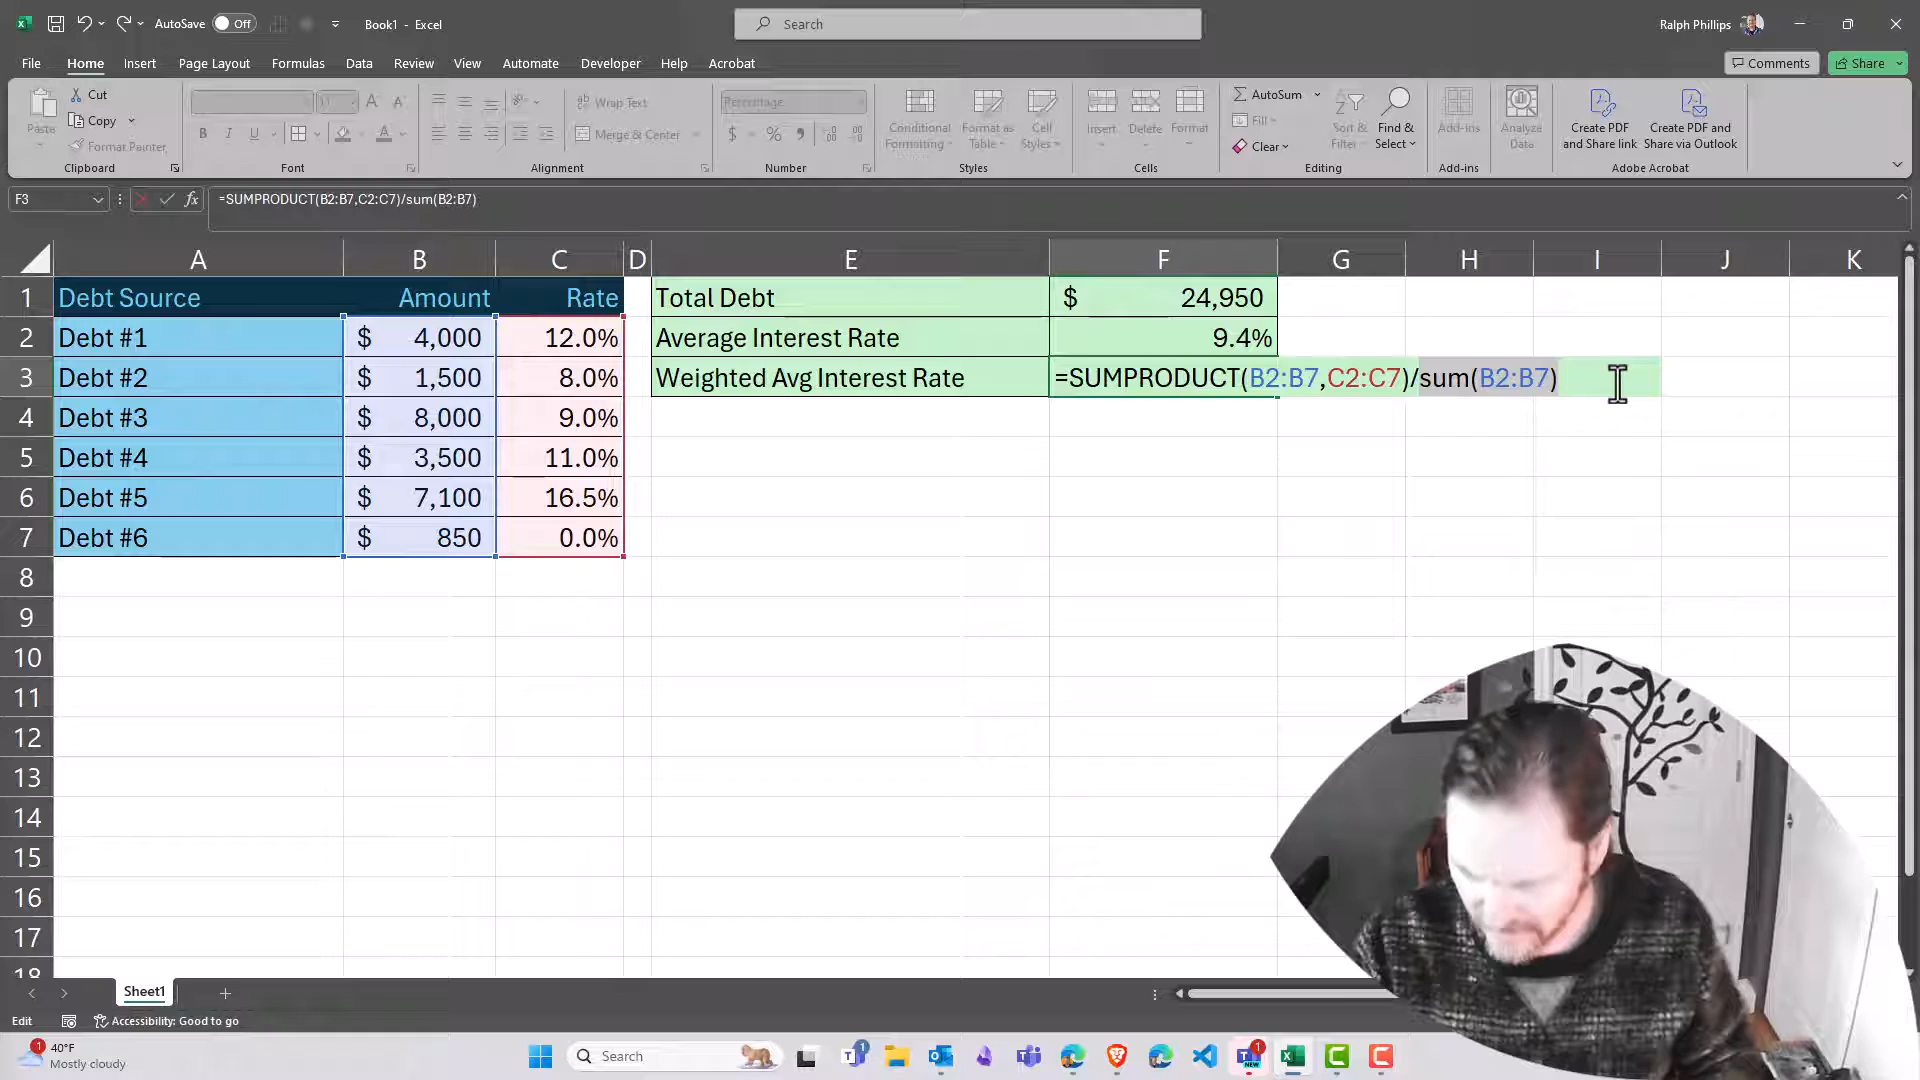 AutoSave Off Book1 - Excel Search Ralph Phillips
File Home Insert Page Layout Formulas Data Review View Automate Developer Help Acrobat Comments Share
Paste Cut Copy Format Painter
Clipboard
11
B I U A
Font
Wrap Text
Merge & Center
Alignment
Percentage
$ % ,
Number
Conditional Formatting
Format as Table
Cell Styles
Styles
Insert Delete Format
Cells
AutoSum
Fill
Clear
Sort & Filter
Find & Select
Editing
Add-ins
Add-ins
Analyze Data
Create PDF and Share link
Create PDF and Share via Outlook
Adobe Acrobat
F3 fx =SUMPRODUCT(B2:B7,C2:C7)/sum(B2:B7)
A B C D E F G H I J K
1 Debt Source Amount Rate Total Debt $ 24,950
2 Debt #1 $ 4,000 12.0% Average Interest Rate 9.4%
3 Debt #2 $ 1,500 8.0% Weighted Avg Interest Rate =SUMPRODUCT(B2:B7,C2:C7)/sum(B2:B7)
4 Debt #3 $ 8,000 9.0%
5 Debt #4 $ 3,500 11.0%
6 Debt #5 $ 7,100 16.5%
7 Debt #6 $ 850 0.0%
8
9
10
11
12
13
14
15
16
17
18
Sheet1
Edit Accessibility: Good to go
1 40°F
Mostly cloudy
Search
1
1
NEW